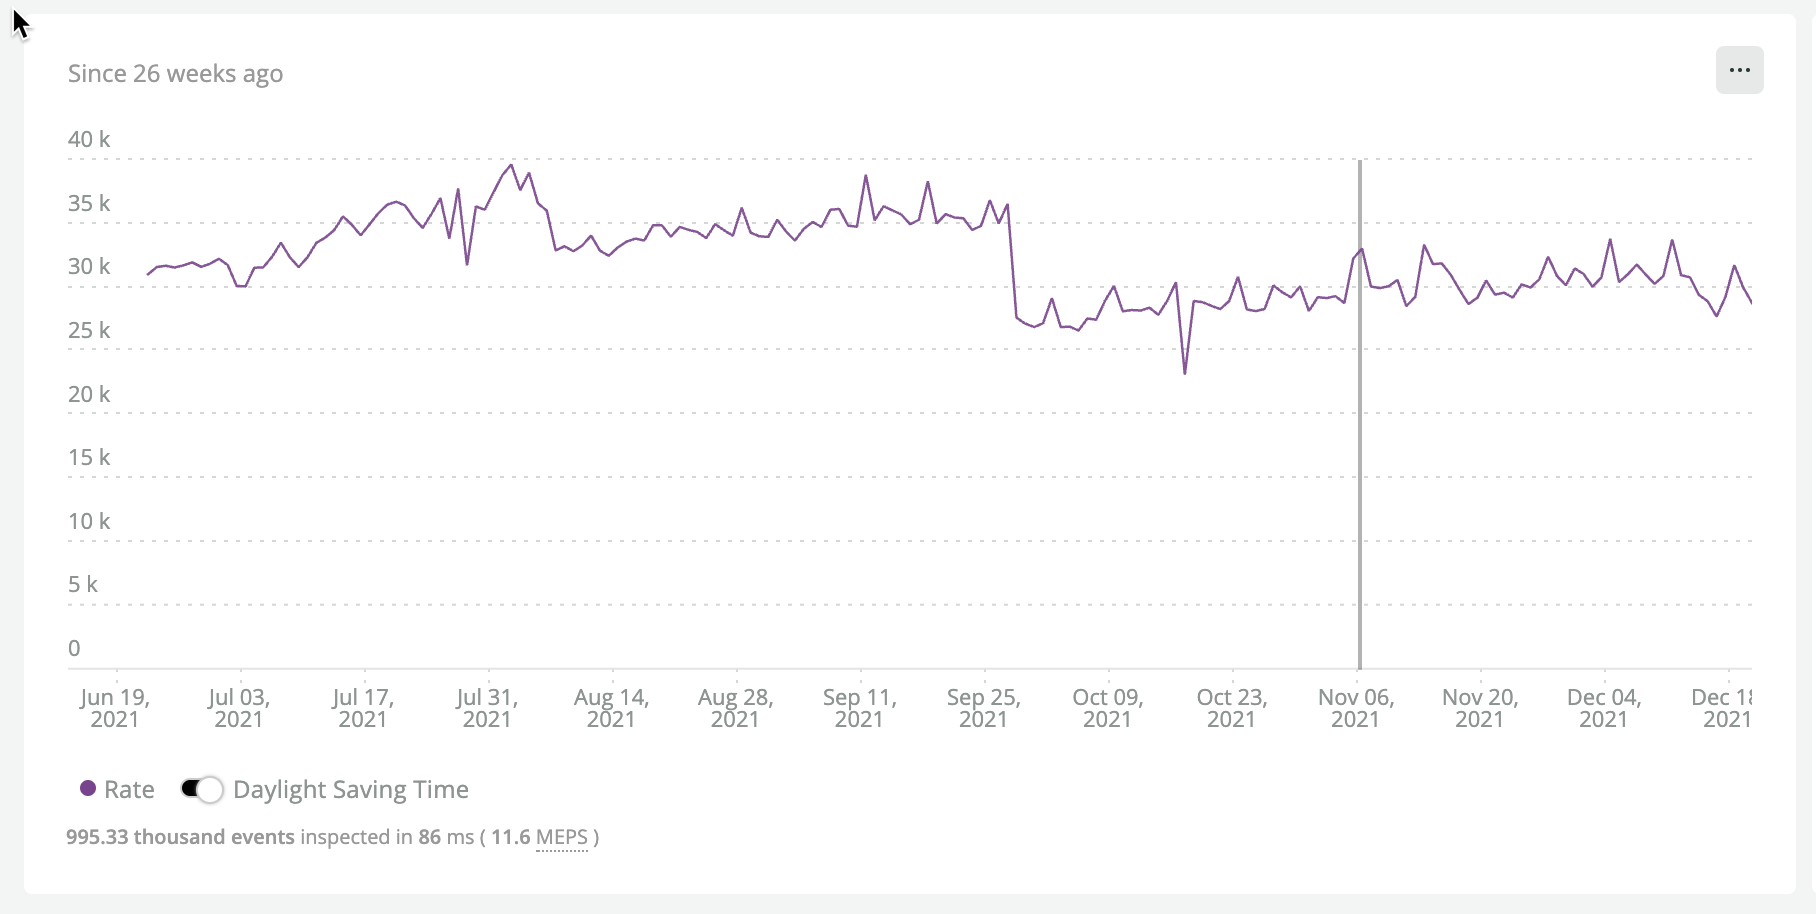 Since 26 weeks ago
...
40 k
35 k
30 k
25 k
20 k
15 k
10 k
5 k
0
Jun 19, 2021
Jul 03, 2021
Jul 17, 2021
Jul 31, 2021
Aug 14, 2021
Aug 28, 2021
Sep 11, 2021
Sep 25, 2021
Oct 09, 2021
Oct 23, 2021
Nov 06, 2021
Nov 20, 2021
Dec 04, 2021
Dec 18 2021
Rate Daylight Saving Time
995.33 thousand events inspected in 86 ms ( 11.6 MEPS )